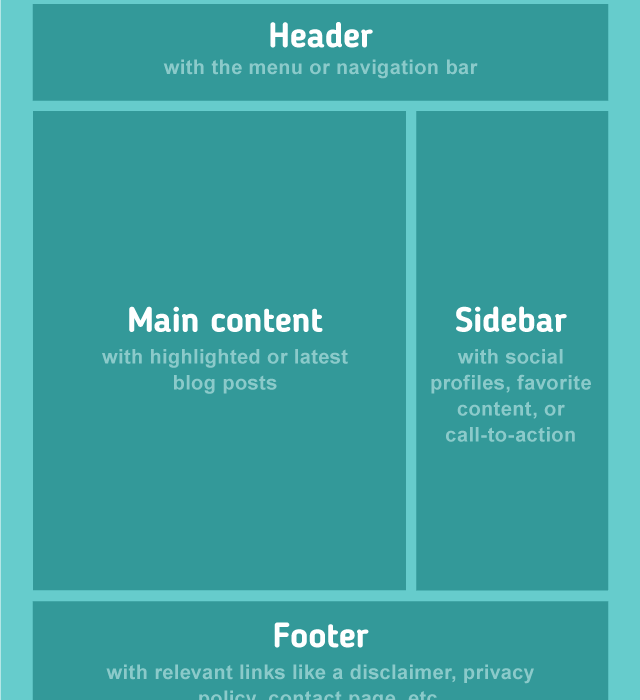 Header
with the menu or navigation bar
Main content
with highlighted or latest
blog posts
Sidebar
with social
profiles, favorite
content, or
call-to-action
Footer
with relevant links like a disclaimer, privacy
policy, contact page, etc